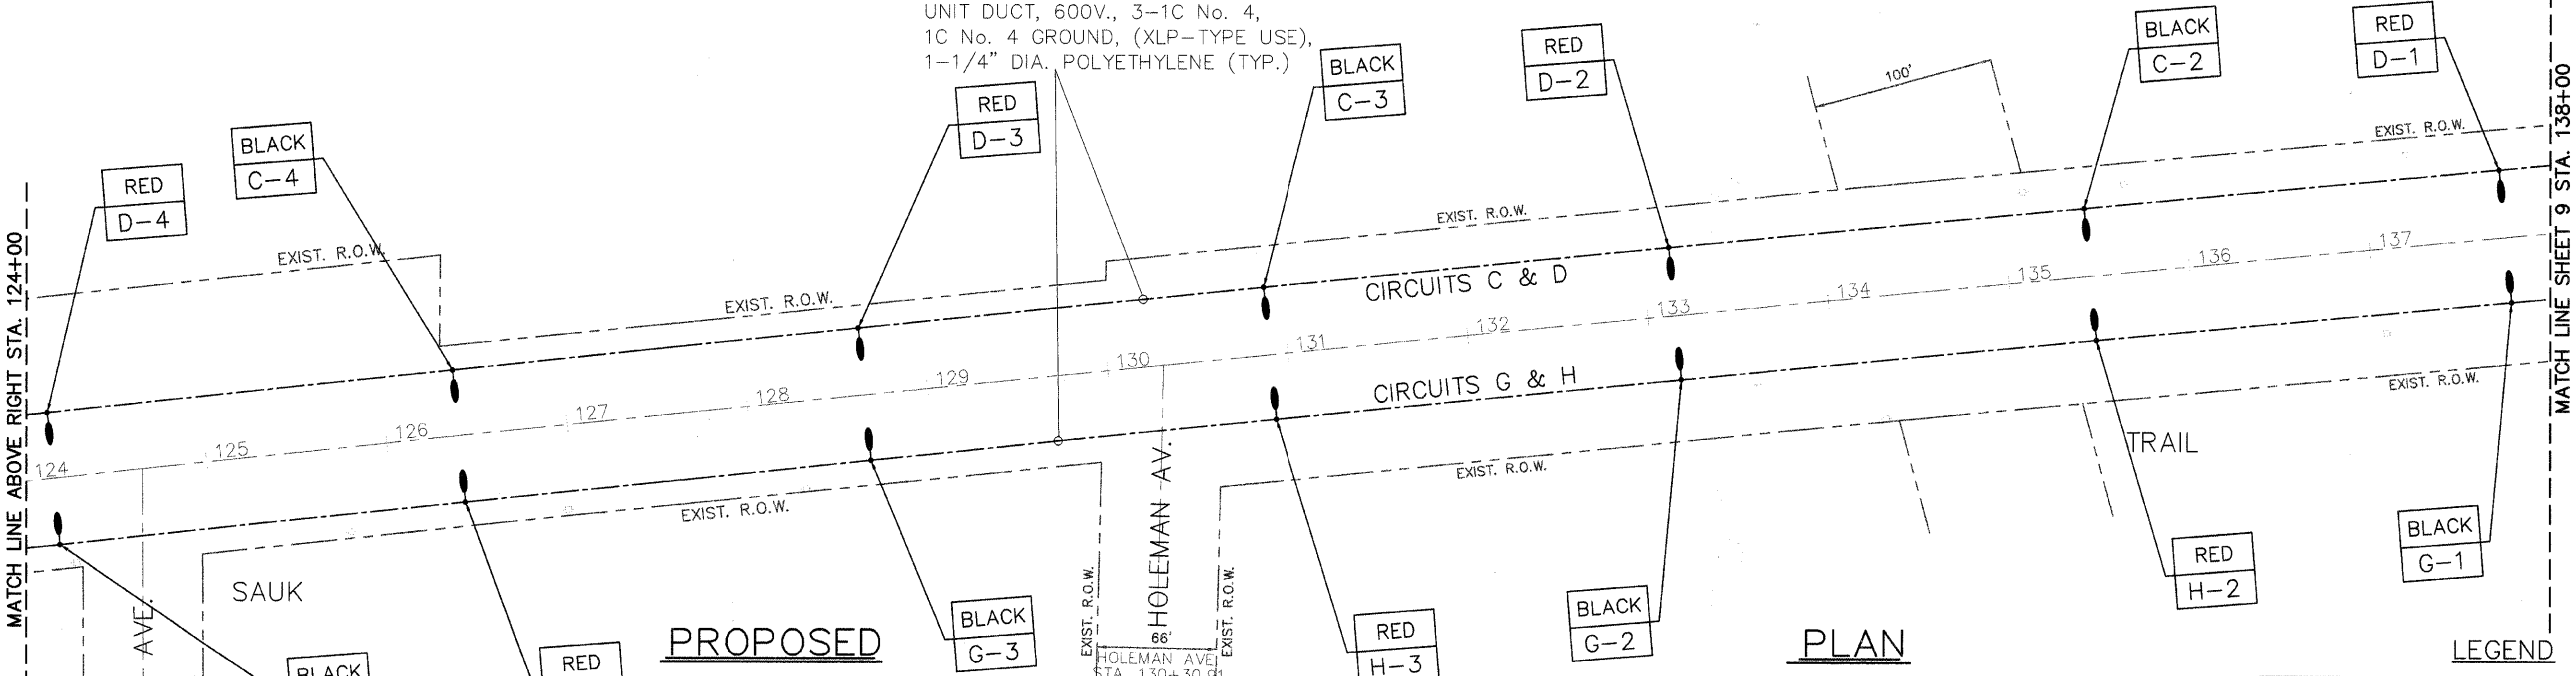 UNIT DUCT, 600V., 3-1C No. 4,
1C No. 4 GROUND, (XLP-TYPE USE),
1-1/4" DIA. POLYETHYLENE (TYP.)
RED
D-4
BLACK
C-4
RED
D-3
BLACK
C-3
RED
D-2
100'
BLACK
C-2
RED
D-1
MATCH LINE ABOVE RIGHT STA. 124+00
MATCH LINE SHEET 9 STA. 138+00
EXIST. R.O.W.
EXIST. R.O.W.
EXIST. R.O.W.
EXIST. R.O.W.
CIRCUITS C & D
124
125
126
127
128
129
130
131
132
133
134
135
136
137
CIRCUITS G & H
EXIST. R.O.W.
EXIST. R.O.W.
EXIST. R.O.W.
SAUK
TRAIL
AVE.
HOLEMAN AV.
EXIST. R.O.W.
EXIST. R.O.W.
66'
HOLEMAN AVE
STA. 130+30.91
BLACK
RED
BLACK
G-3
RED
H-3
BLACK
G-2
RED
H-2
BLACK
G-1
PROPOSED
PLAN
LEGEND